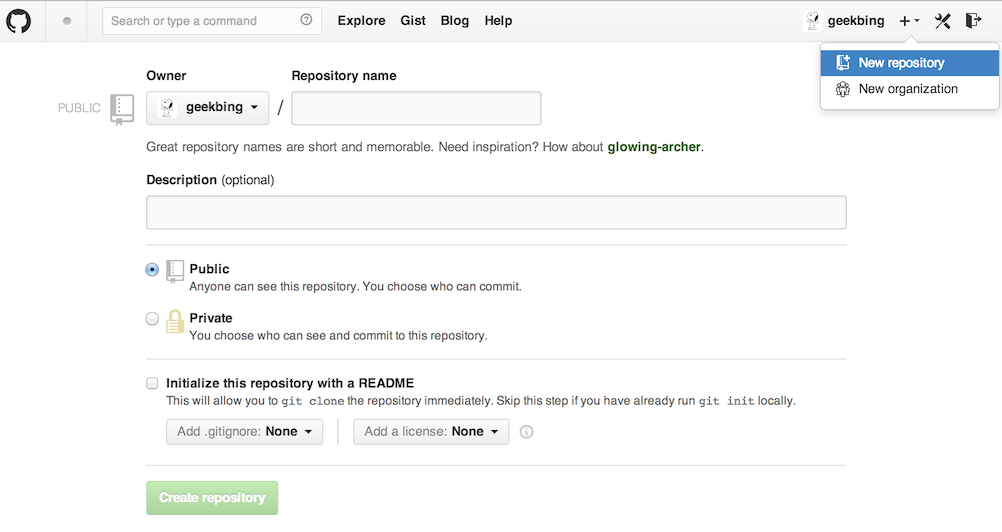 Search or type a command
Explore Gist Blog Help
geekbing
New repository
New organization
Owner Repository name
PUBLIC geekbing /
Great repository names are short and memorable. Need inspiration? How about glowing-archer.
Description (optional)
Public
Anyone can see this repository. You choose who can commit.
Private
You choose who can see and commit to this repository.
Initialize this repository with a README
This will allow you to git clone the repository immediately. Skip this step if you have already run git init locally.
Add .gitignore: None Add a license: None
Create repository